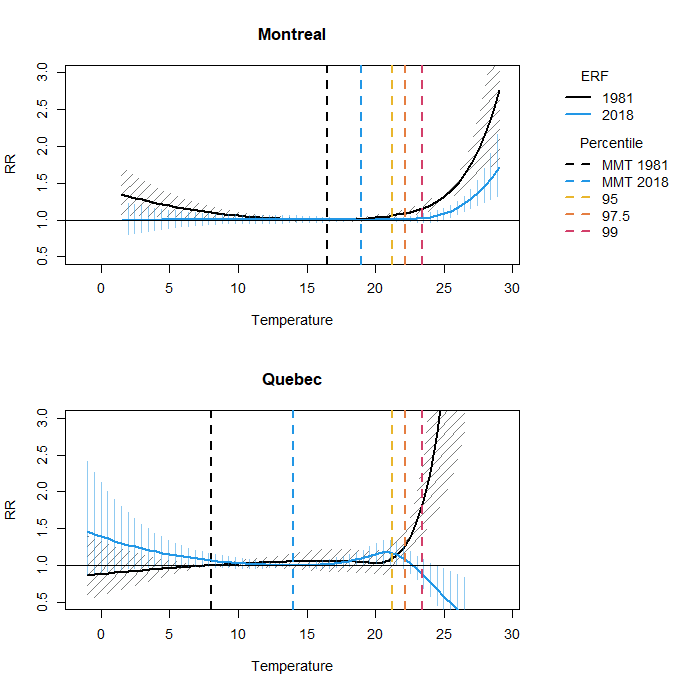 Montreal
RR
3.0
2.5
2.0
1.5
1.0
0.5
0 5 10 15 20 25 30
Temperature
ERF
1981
2018
Percentile
MMT 1981
MMT 2018
95
97.5
99
Quebec
RR
3.0
2.5
2.0
1.5
1.0
0.5
0 5 10 15 20 25 30
Temperature